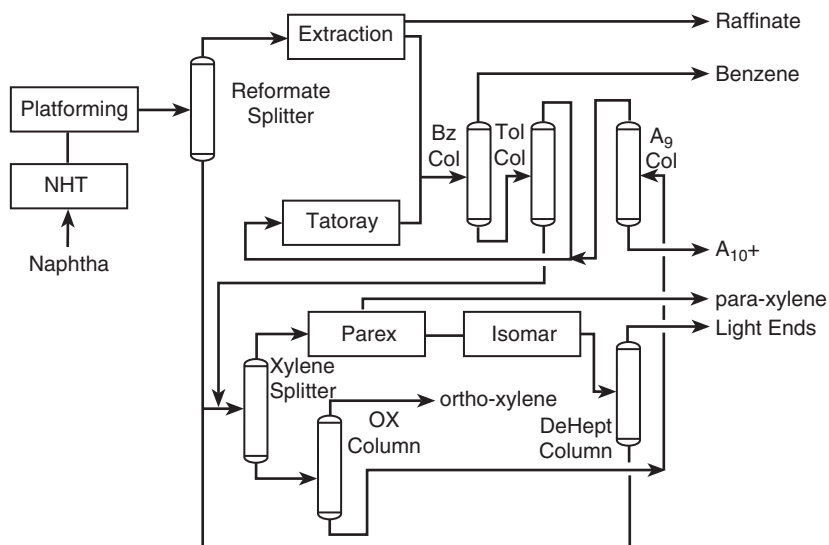 Extraction
Raffinate
Benzene
Platforming
Reformate
Splitter
Bz
Col
Tol
Col
A₉
Col
NHT
Naphtha
Tatoray
A₁₀+
para-xylene
Light Ends
Parex
Isomar
Xylene
Splitter
ortho-xylene
OX
Column
DeHept
Column